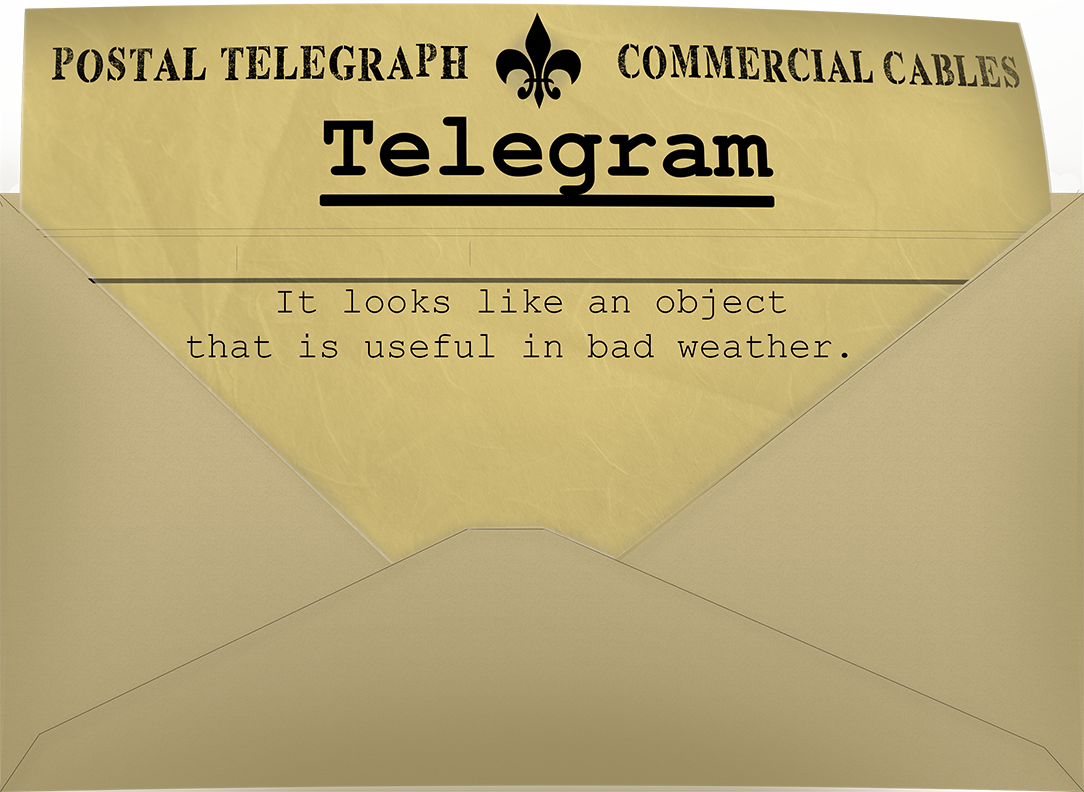 POSTAL TELEGRAPH COMMERCIAL CABLES
Telegram
It looks like an object
that is useful in bad weather.